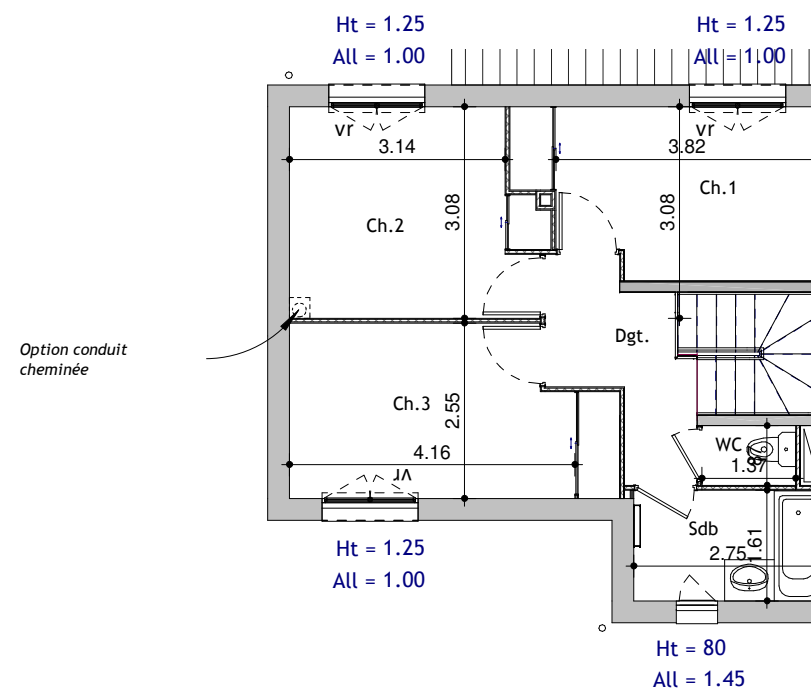 Ht = 1.25
All = 1.00
Ht = 1.25
All = 1.00
vr
vr
3.14
3.82
Ch.1
3.08
3.08
Ch.2
Dgt.
Option conduit
cheminée
Ch.3
2.55
WC
4.16
1.37
vr
Sdb
2.75
1.61
Ht = 1.25
All = 1.00
Ht = 80
All = 1.45